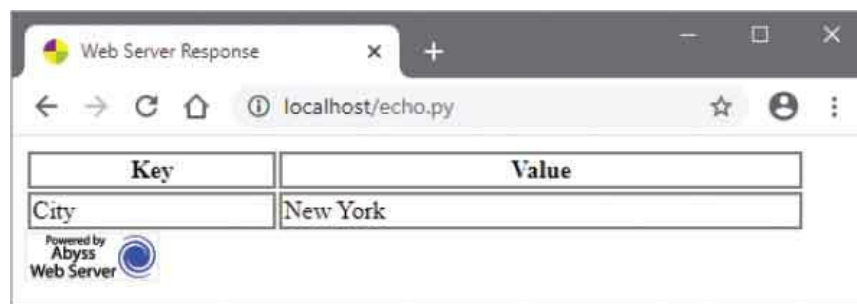 Web Server Response
localhost/echo.py
Key Value
City New York
Powered by
Abyss
Web Server